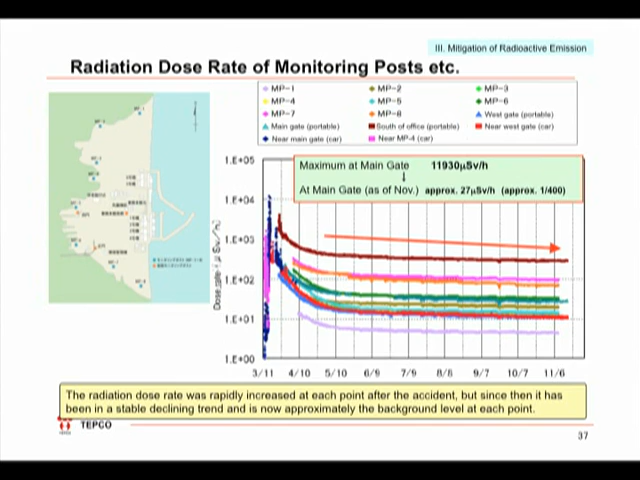 III. Mitigation of Radioactive Emission
Radiation Dose Rate of Monitoring Posts etc.
MP-1 MP-2 MP-3
MP-4 MP-5 MP-6
MP-7 MP-8 West gate (portable)
Main gate (portable) South of office (portable) Near west gate (car)
Near main gate (car) Near MP-4 (car)
Maximum at Main Gate 11930μSv/h
↓
At Main Gate (as of Nov.) approx. 27μSv/h (approx. 1/400)
1.E+05
1.E+04
1.E+03
1.E+02
1.E+01
1.E+00
3/11 4/10 5/10 6/9 7/9 8/8 9/7 10/7 11/6
The radiation dose rate was rapidly increased at each point after the accident, but since then it has
been in a stable declining trend and is now approximately the background level at each point.
TEPCO
37